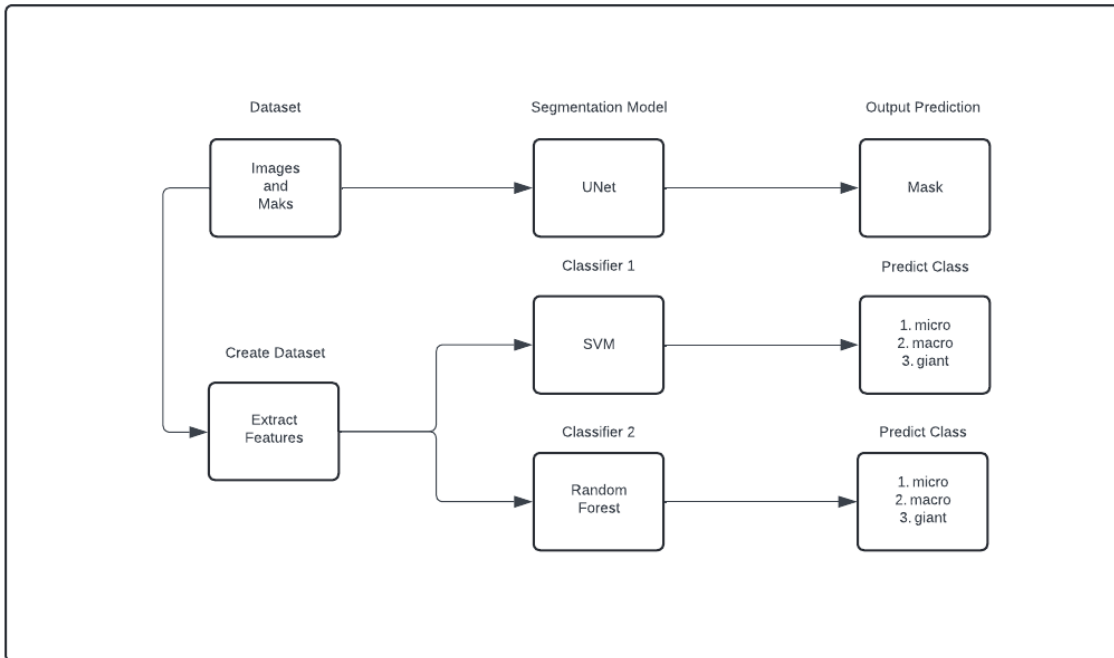 Dataset
Segmentation Model
Output Prediction
Images
and
Maks
UNet
Mask
Classifier 1
Predict Class
SVM
1. micro
2. macro
3. giant
Create Dataset
Extract
Features
Classifier 2
Predict Class
Random
Forest
1. micro
2. macro
3. giant